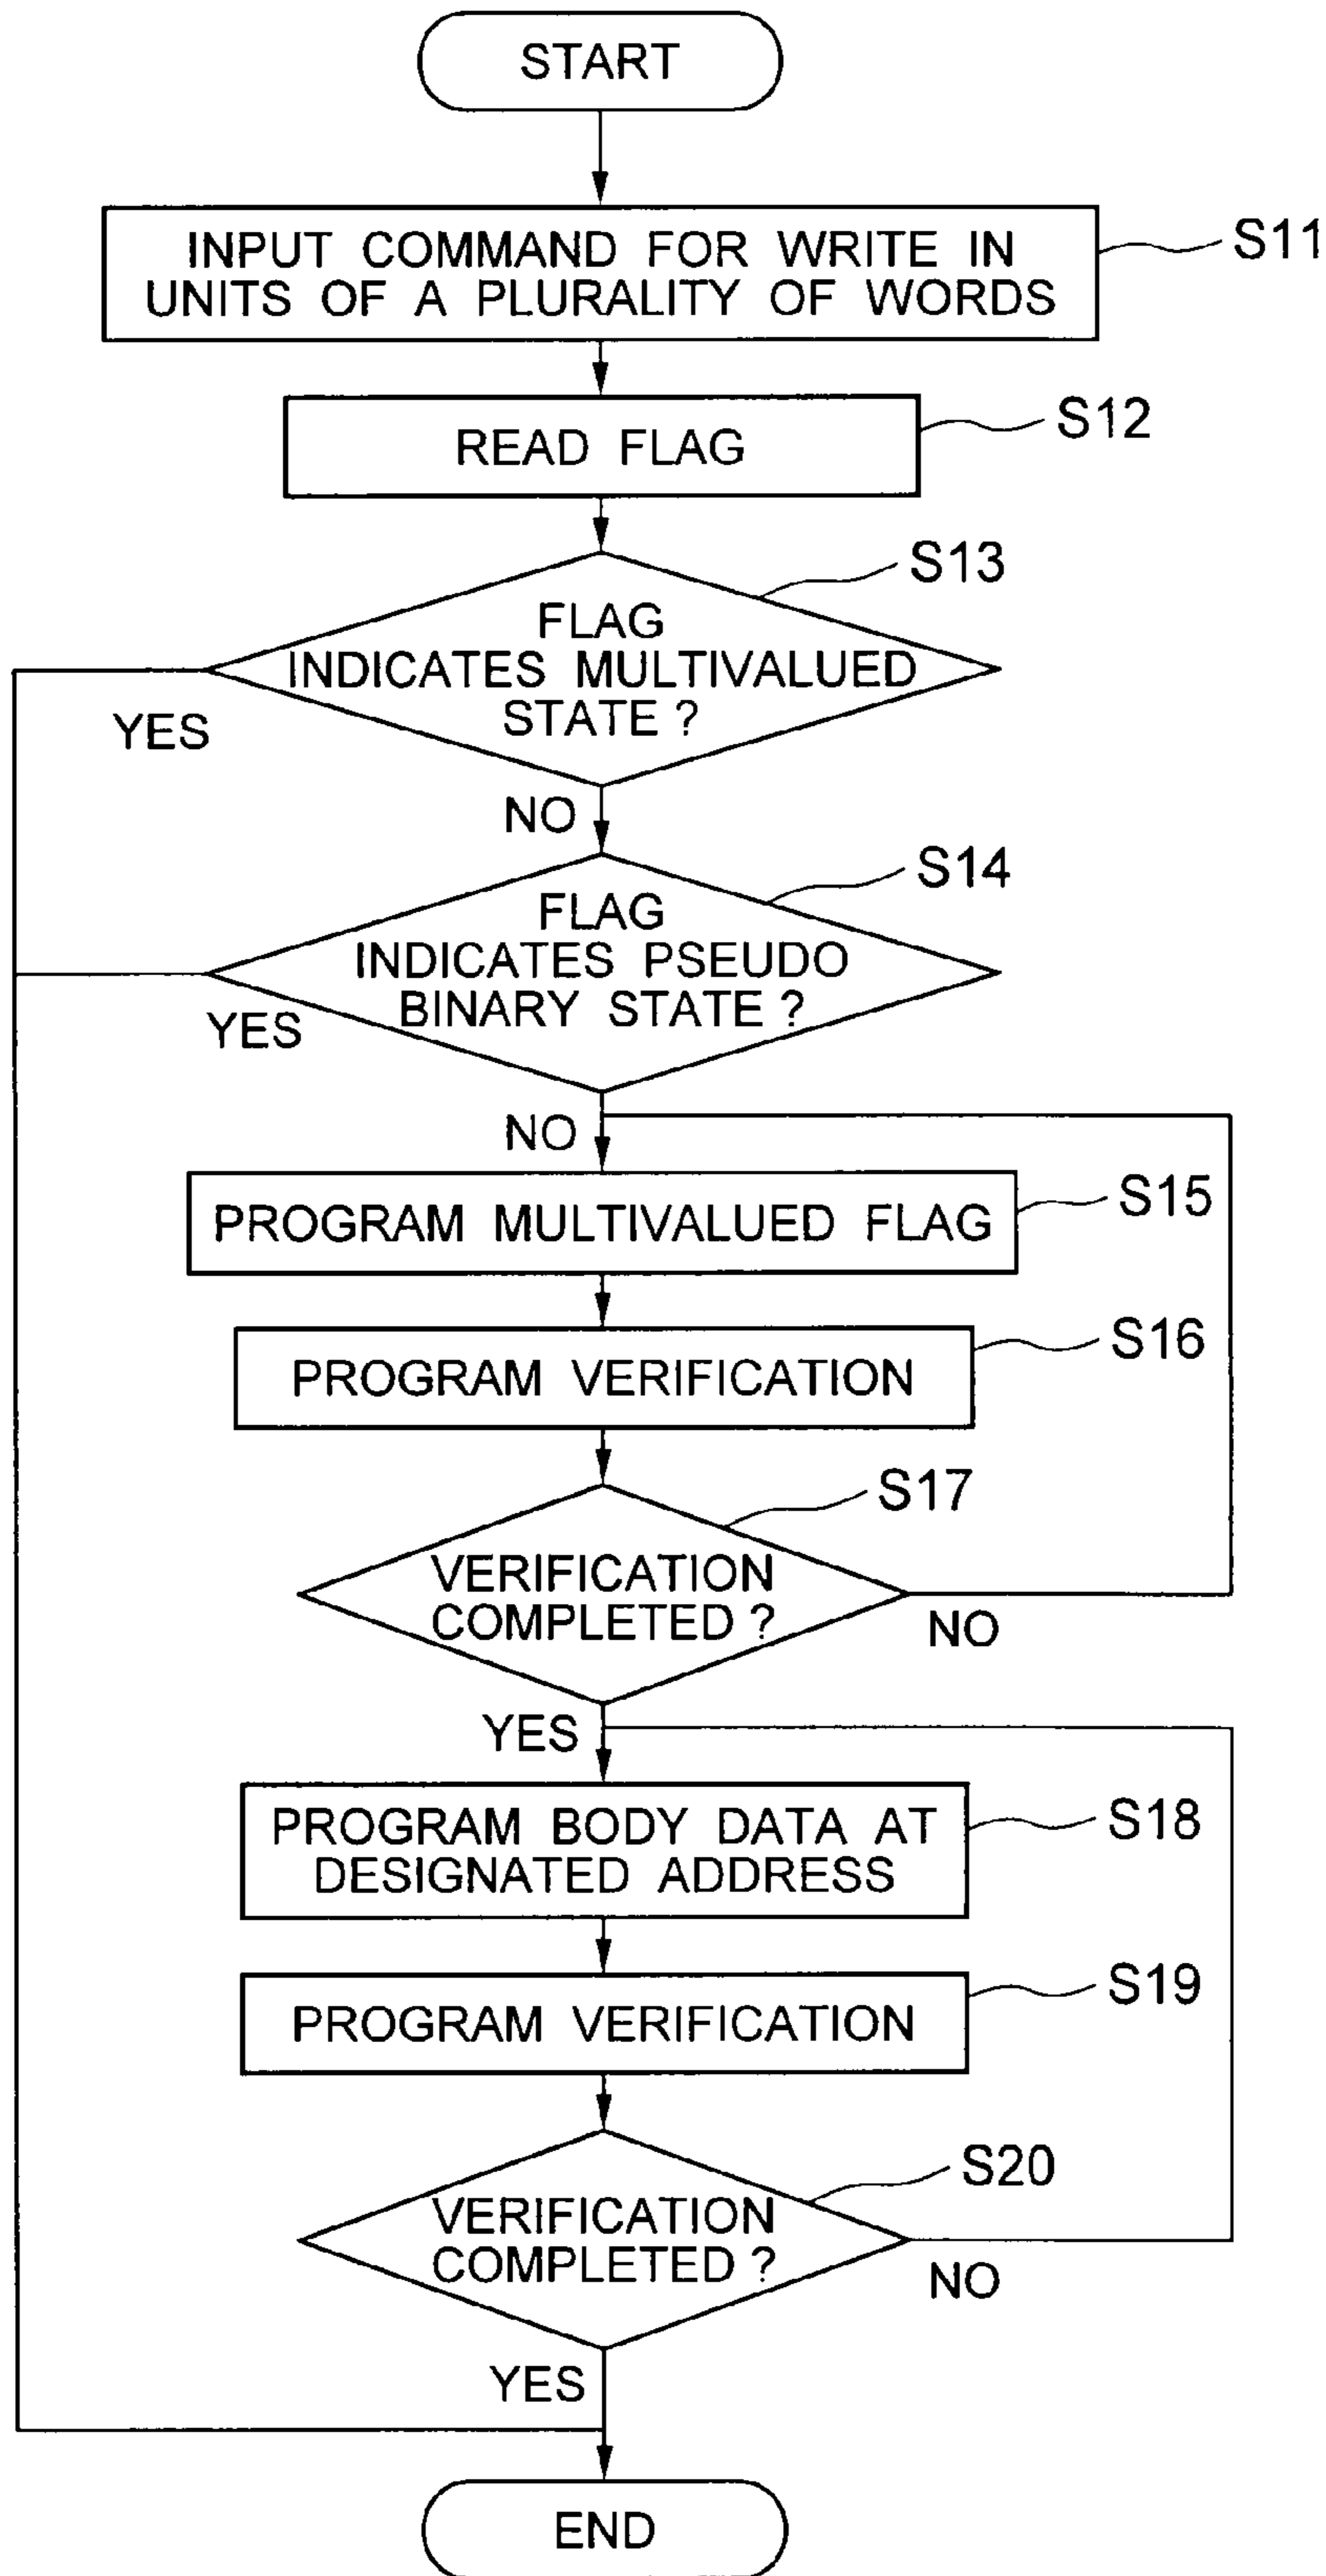 START
INPUT COMMAND FOR WRITE IN
UNITS OF A PLURALITY OF WORDS
S11
READ FLAG
S12
FLAG
INDICATES MULTIVALUED
STATE ?
S13
YES
NO
FLAG
INDICATES PSEUDO
BINARY STATE ?
S14
YES
NO
PROGRAM MULTIVALUED FLAG
S15
PROGRAM VERIFICATION
S16
VERIFICATION
COMPLETED ?
S17
NO
YES
PROGRAM BODY DATA AT
DESIGNATED ADDRESS
S18
PROGRAM VERIFICATION
S19
VERIFICATION
COMPLETED ?
S20
NO
YES
END